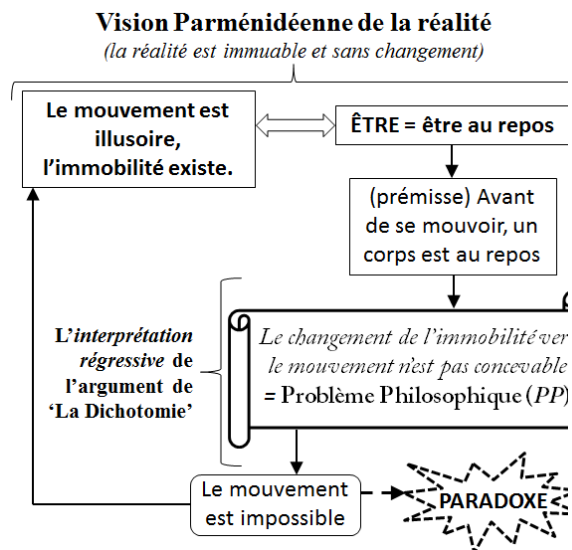 Vision Parménidéenne de la réalité
(la réalité est immuable et sans changement)
Le mouvement est
illusoire,
l'immobilité existe.
ÊTRE = être au repos
(prémisse) Avant
de se mouvoir, un
corps est au repos
L'interprétation
régressive de
l'argument de
'La Dichotomie'
Le changement de l'immobilité ver
le mouvement n'est pas concevable
= Problème Philosophique (PP)
Le mouvement
est impossible
PARADOXE